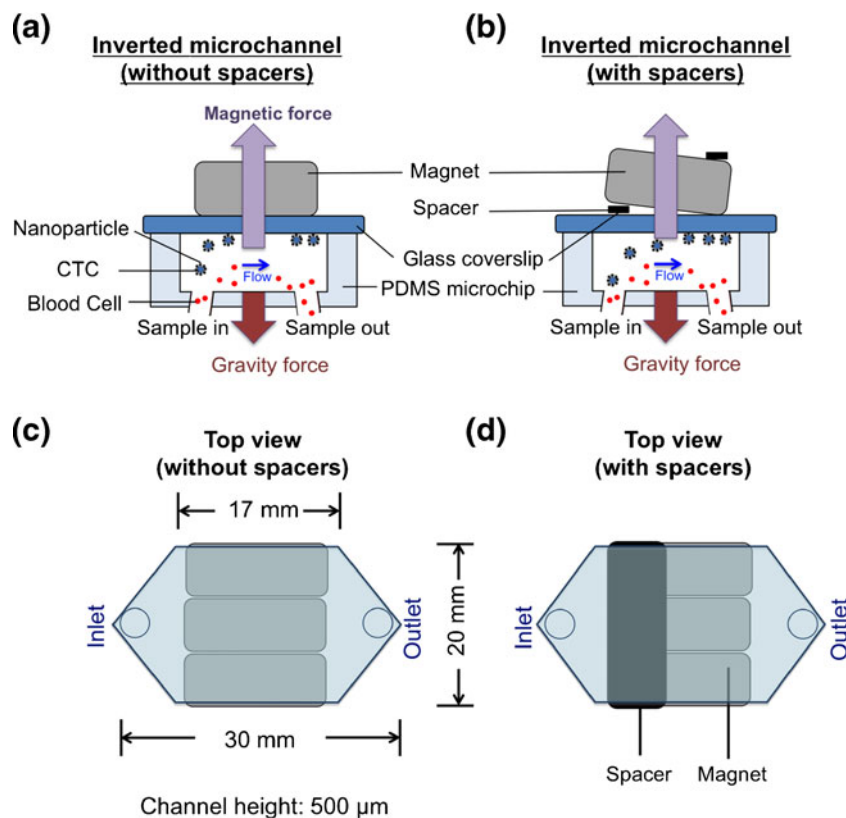 (a)
Inverted microchannel
(without spacers)
Magnetic force
Nanoparticle
CTC
Blood Cell
Flow
Sample in
Sample out
Gravity force
(b)
Inverted microchannel
(with spacers)
Magnet
Spacer
Glass coverslip
PDMS microchip
Flow
Sample in
Sample out
Gravity force
(c)
Top view
(without spacers)
17 mm
Inlet
Outlet
20 mm
30 mm
Channel height: 500 µm
(d)
Top view
(with spacers)
Inlet
Outlet
Spacer
Magnet